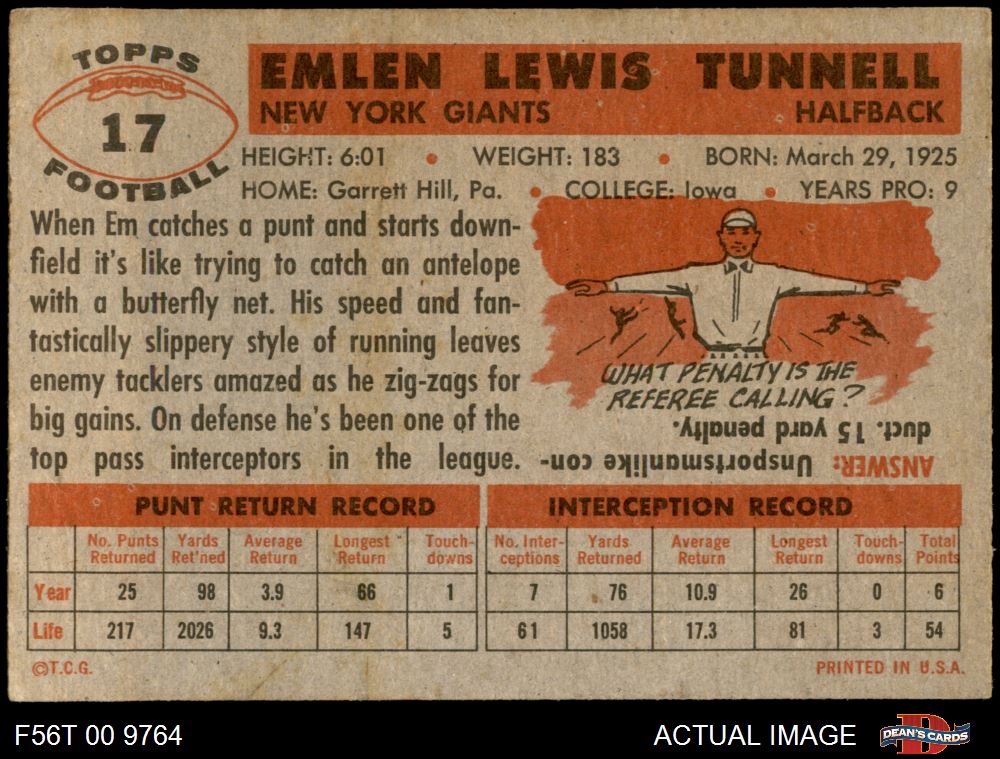 TOPPS
17
FOOTBALL
EMLEN LEWIS TUNNELL
NEW YORK GIANTS HALFBACK
HEIGHT: 6:01 • WEIGHT: 183 • BORN: March 29, 1925
HOME: Garrett Hill, Pa. • COLLEGE: Iowa • YEARS PRO: 9
When Em catches a punt and starts down-
field it's like trying to catch an antelope
with a butterfly net. His speed and fan-
tastically slippery style of running leaves
enemy tacklers amazed as he zig-zags for
big gains. On defense he's been one of the
top pass interceptors in the league.
WHAT PENALTY IS THE
REFEREE CALLING?
ANSWER: Unsportsmanlike con-
duct. 15 yard penalty.
PUNT RETURN RECORD
No. Punts Returned Yards Ret'ned Average Return Longest Return Touch-downs
Year 25 98 3.9 66 1
Life 217 2026 9.3 147 5
INTERCEPTION RECORD
No. Inter-ceptions Yards Returned Average Return Longest Return Touch-downs Total Points
7 76 10.9 26 0 6
61 1058 17.3 81 3 54
©T.C.G. PRINTED IN U.S.A.
F56T 00 9764 ACTUAL IMAGE D DEAN'S CARDS